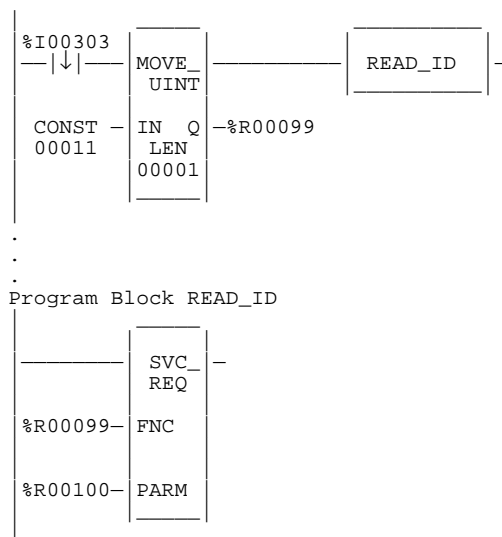 %I00303
MOVE_ READ_ID
UINT
CONST IN Q %R00099
00011 LEN
00001
.
.
.
Program Block READ_ID
SVC_
REQ
%R00099 FNC
%R00100 PARM